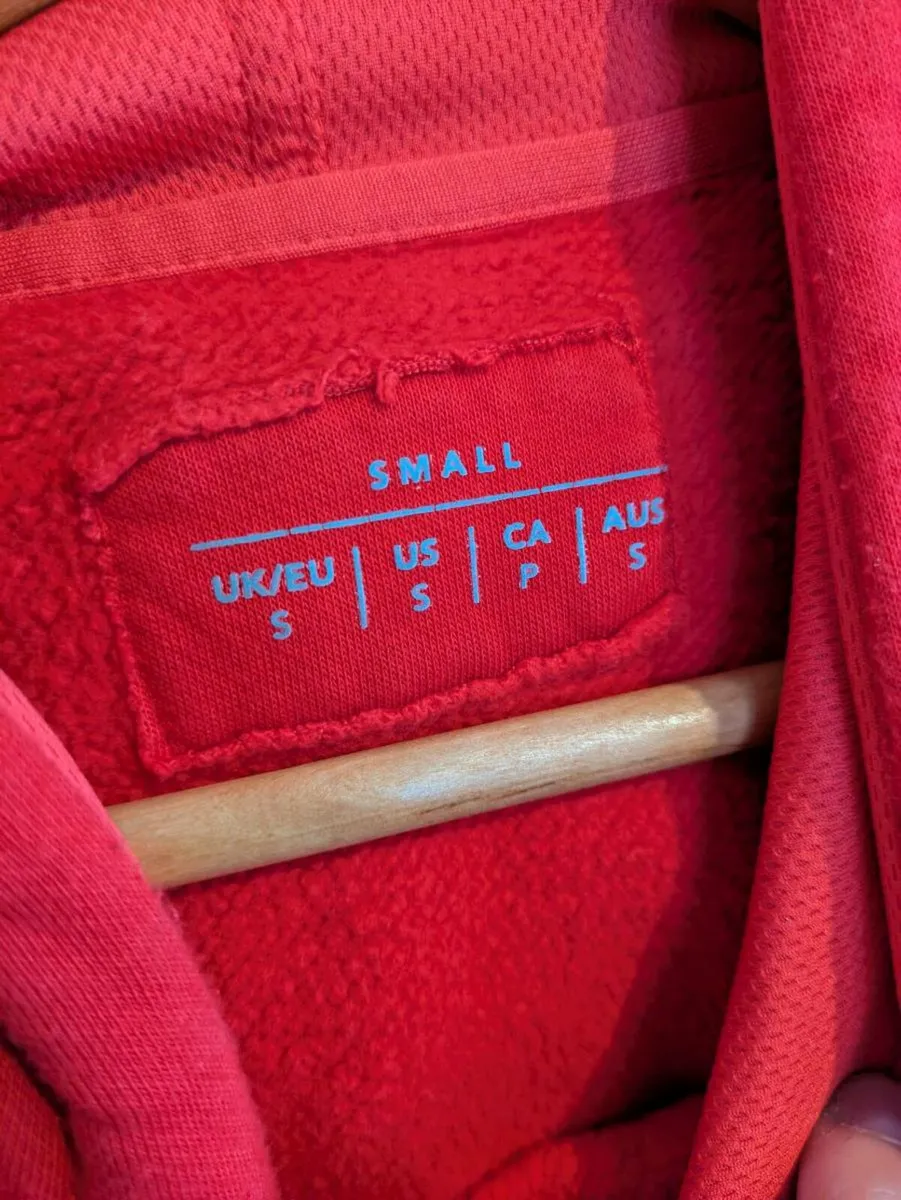 SMALL
UK/EU | US | CA | AUS
S | S | P | S